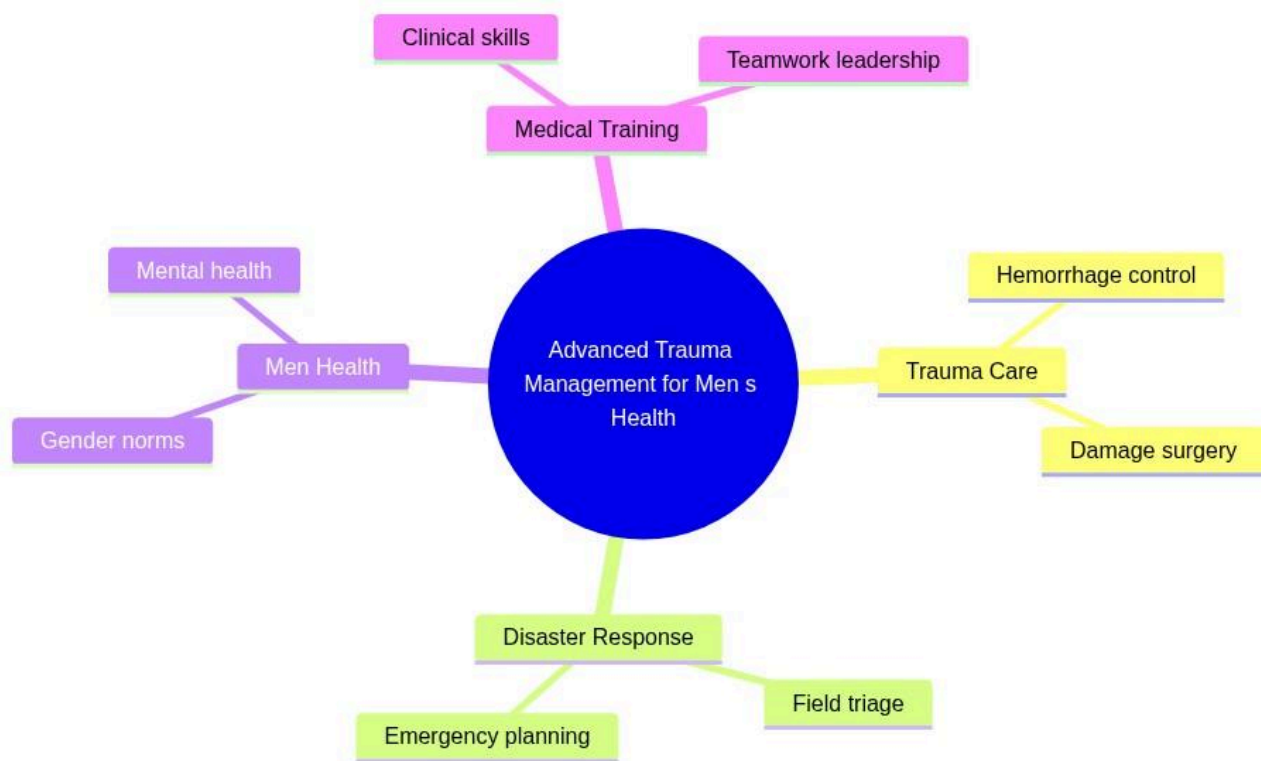 Clinical skills
Teamwork leadership
Medical Training
Mental health
Men Health
Gender norms
Advanced Trauma
Management for Men s
Health
Hemorrhage control
Trauma Care
Damage surgery
Disaster Response
Field triage
Emergency planning